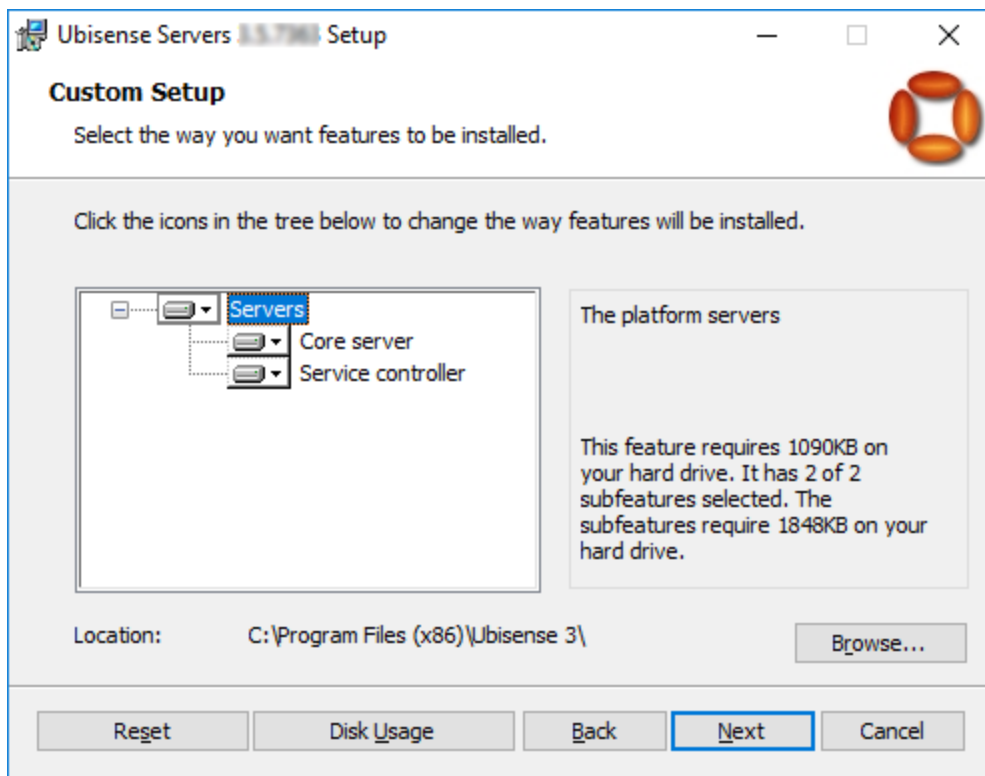 Ubisense Servers Setup
Custom Setup
Select the way you want features to be installed.
Click the icons in the tree below to change the way features will be installed.
Servers
Core server
Service controller
The platform servers
This feature requires 1090KB on
your hard drive. It has 2 of 2
subfeatures selected. The
subfeatures require 1848KB on your
hard drive.
Location: C:\Program Files (x86)\Ubisense 3\
Browse...
Reset Disk Usage Back Next Cancel